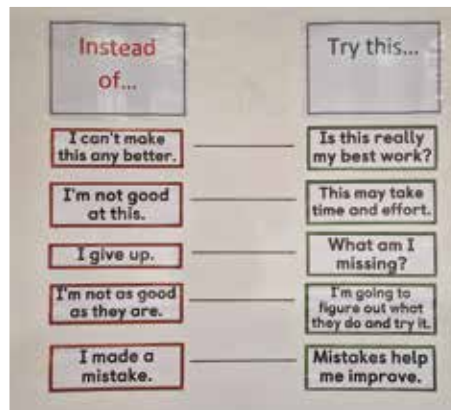 Instead
of...
Try this...
I can't make
this any better.
Is this really
my best work?
I'm not good
at this.
This may take
time and effort.
I give up.
What am I
missing?
I'm not as good
as they are.
I'm going to
figure out what
they do and try it.
I made a
mistake.
Mistakes help
me improve.